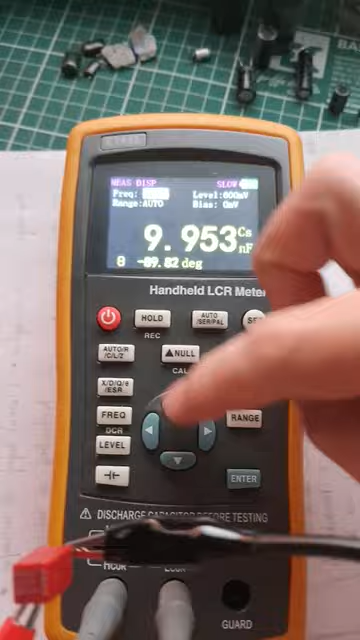 MEAS DISP SLOW
Freq: Level:600mV
Range:AUTO Bias: 0mV
9.953 Cs
nF
θ -89.82 deg
Handheld LCR Meter
HOLD
REC
AUTO
/SER/PAL
AUTO/R
/C/L/Z
▲NULL
CAL
X/D/Q/θ
/ESR
FREQ
DCR
RANGE
LEVEL
ENTER
⚠ DISCHARGE CAPACITOR BEFORE TESTING
HCUR LCUR
GUARD